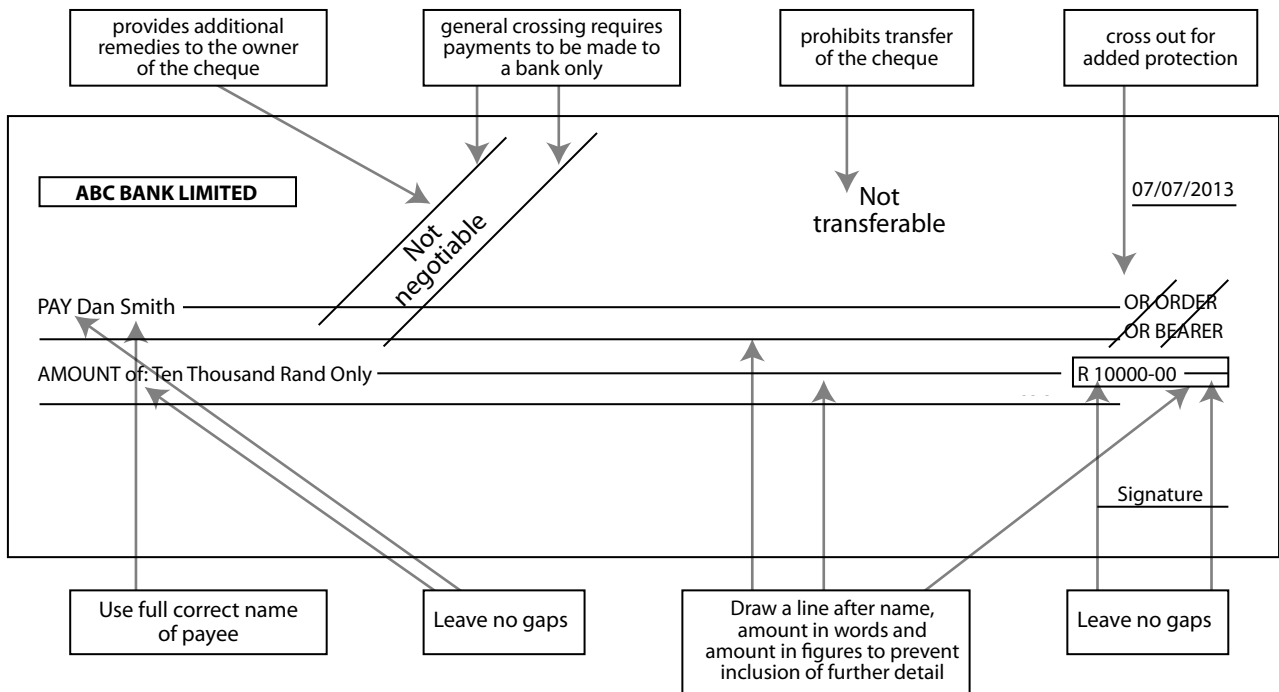 provides additional
remedies to the owner
of the cheque
general crossing requires
payments to be made to
a bank only
prohibits transfer
of the cheque
cross out for
added protection
ABC BANK LIMITED
Not
negotiable
Not
transferable
07/07/2013
PAY Dan Smith
OR ORDER
OR BEARER
AMOUNT of: Ten Thousand Rand Only
R 10000-00
Signature
Use full correct name
of payee
Leave no gaps
Draw a line after name,
amount in words and
amount in figures to prevent
inclusion of further detail
Leave no gaps